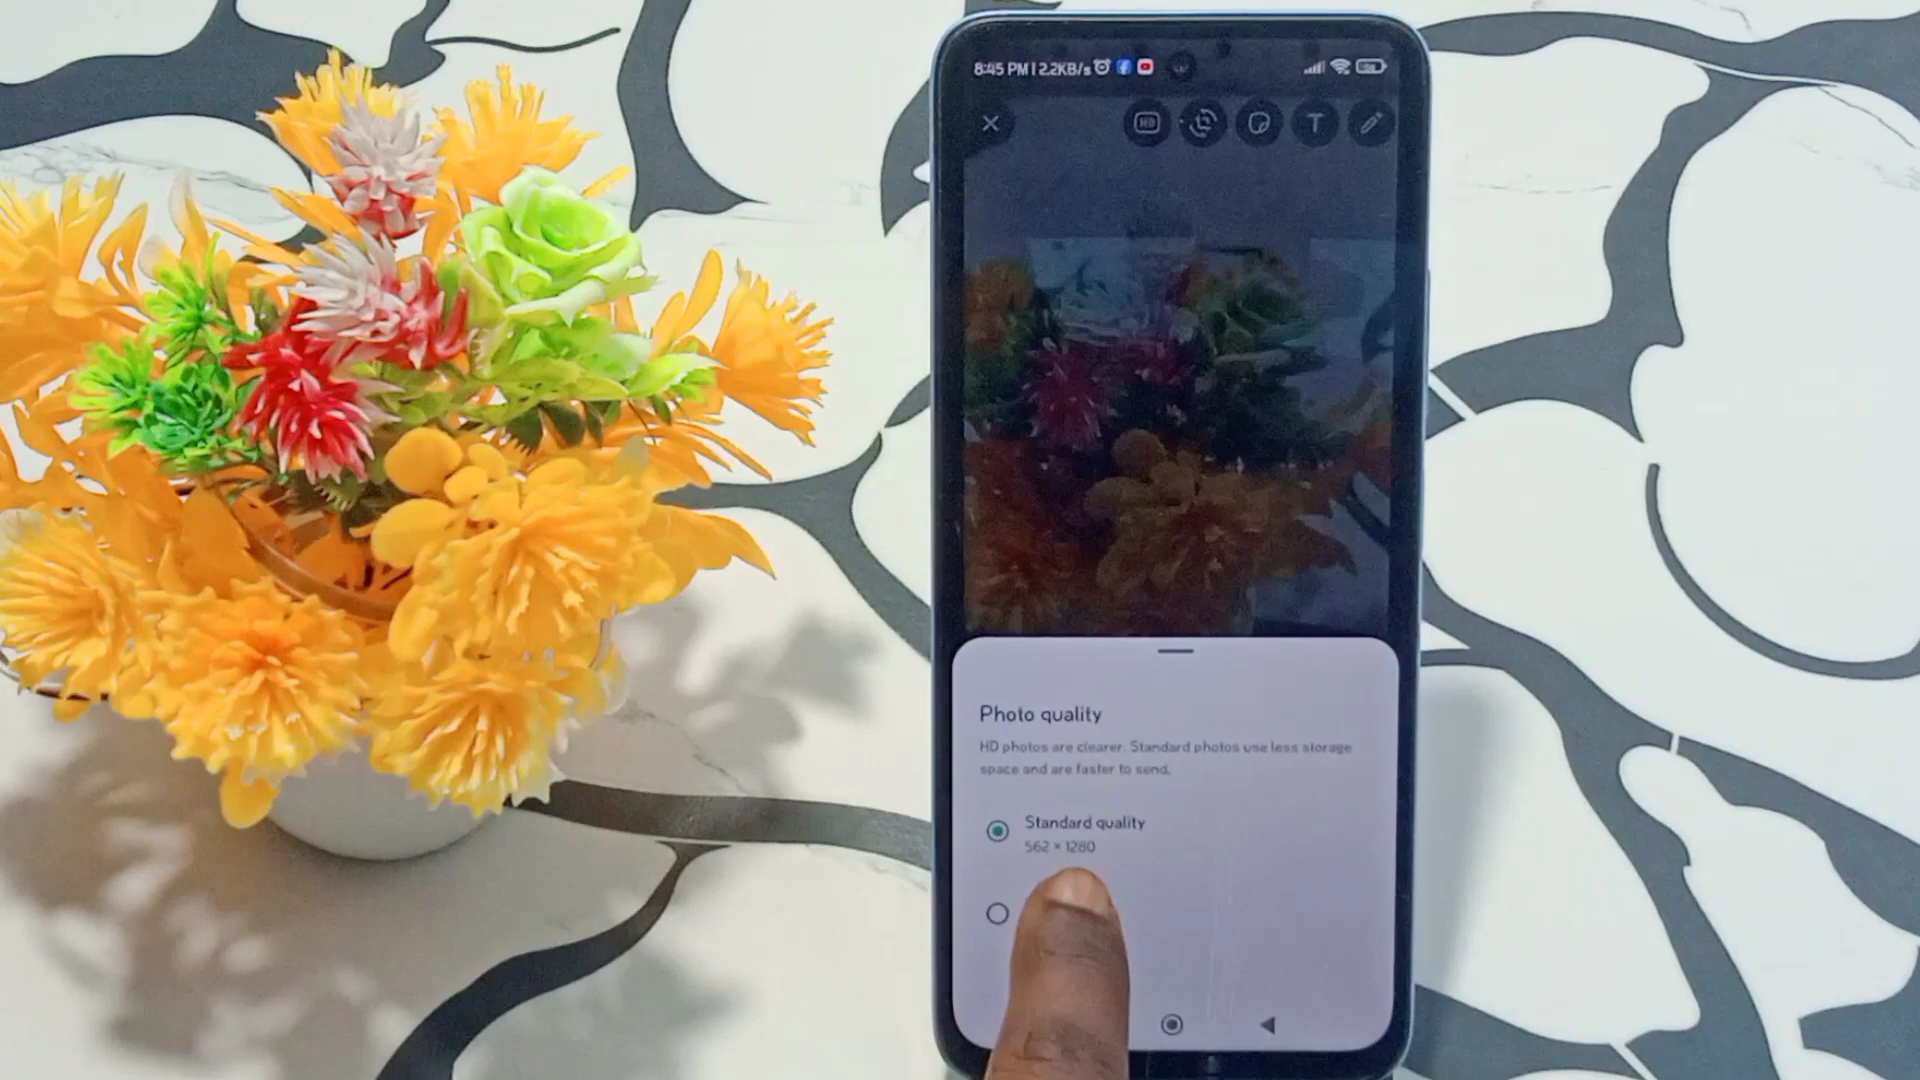 8:45 PM | 2.2KB/s
HD
T
Photo quality
HD photos are clearer. Standard photos use less storage
space and are faster to send.
Standard quality
562 × 1280